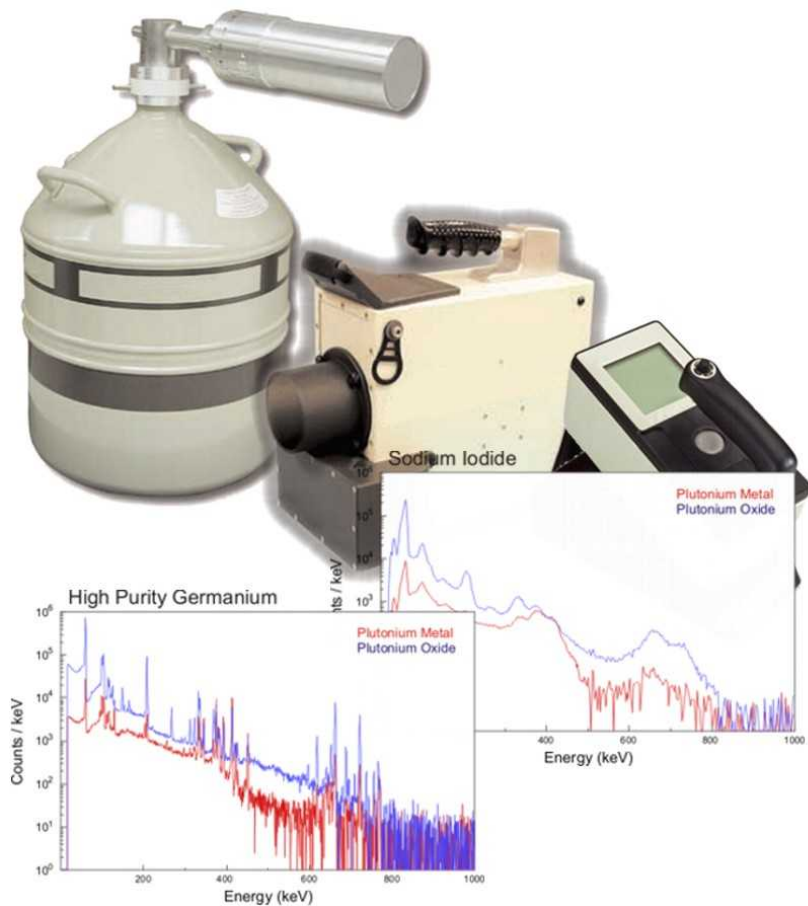 Sodium Iodide
10⁶
Plutonium Metal
Plutonium Oxide
10⁵
10⁴
10³
/ keV
400
600
800
1000
Energy (keV)
High Purity Germanium
10⁶
Plutonium Metal
Plutonium Oxide
10⁵
10⁴
10³
10²
10¹
10⁰
Counts / keV
200
400
600
800
1000
Energy (keV)